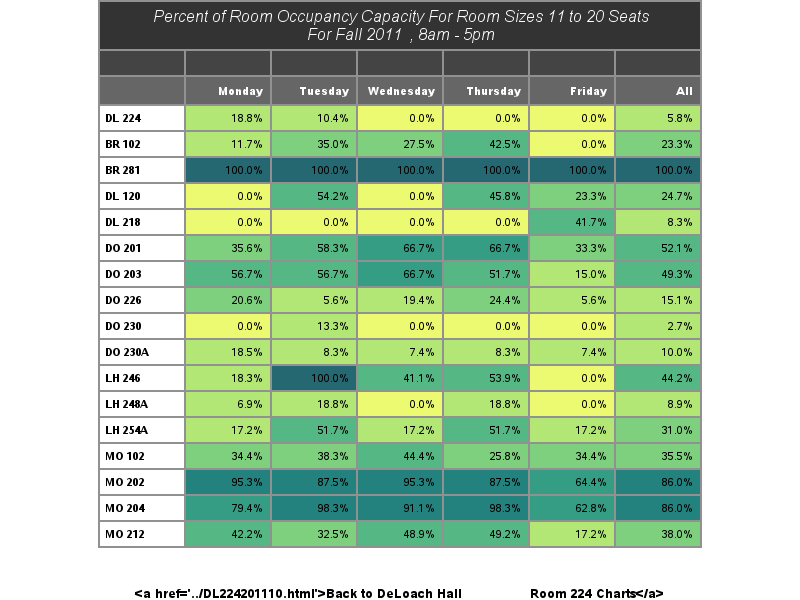 Percent of Room Occupancy Capacity For Room Sizes 11 to 20 Seats
For Fall 2011 , 8am - 5pm
Monday Tuesday Wednesday Thursday Friday All
DL 224 18.8% 10.4% 0.0% 0.0% 0.0% 5.8%
BR 102 11.7% 35.0% 27.5% 42.5% 0.0% 23.3%
BR 281 100.0% 100.0% 100.0% 100.0% 100.0% 100.0%
DL 120 0.0% 54.2% 0.0% 45.8% 23.3% 24.7%
DL 218 0.0% 0.0% 0.0% 0.0% 41.7% 8.3%
DO 201 35.6% 58.3% 66.7% 66.7% 33.3% 52.1%
DO 203 56.7% 56.7% 66.7% 51.7% 15.0% 49.3%
DO 226 20.6% 5.6% 19.4% 24.4% 5.6% 15.1%
DO 230 0.0% 13.3% 0.0% 0.0% 0.0% 2.7%
DO 230A 18.5% 8.3% 7.4% 8.3% 7.4% 10.0%
LH 246 18.3% 100.0% 41.1% 53.9% 0.0% 44.2%
LH 248A 6.9% 18.8% 0.0% 18.8% 0.0% 8.9%
LH 254A 17.2% 51.7% 17.2% 51.7% 17.2% 31.0%
MO 102 34.4% 38.3% 44.4% 25.8% 34.4% 35.5%
MO 202 95.3% 87.5% 95.3% 87.5% 64.4% 86.0%
MO 204 79.4% 98.3% 91.1% 98.3% 62.8% 86.0%
MO 212 42.2% 32.5% 48.9% 49.2% 17.2% 38.0%
<a href='../DL224201110.html'>Back to DeLoach Hall Room 224 Charts</a>